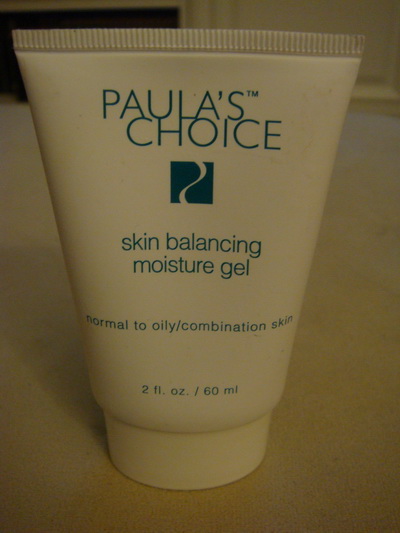 PAULA'S™
CHOICE
skin balancing
moisture gel
normal to oily/combination skin
2 fl. oz. / 60 ml